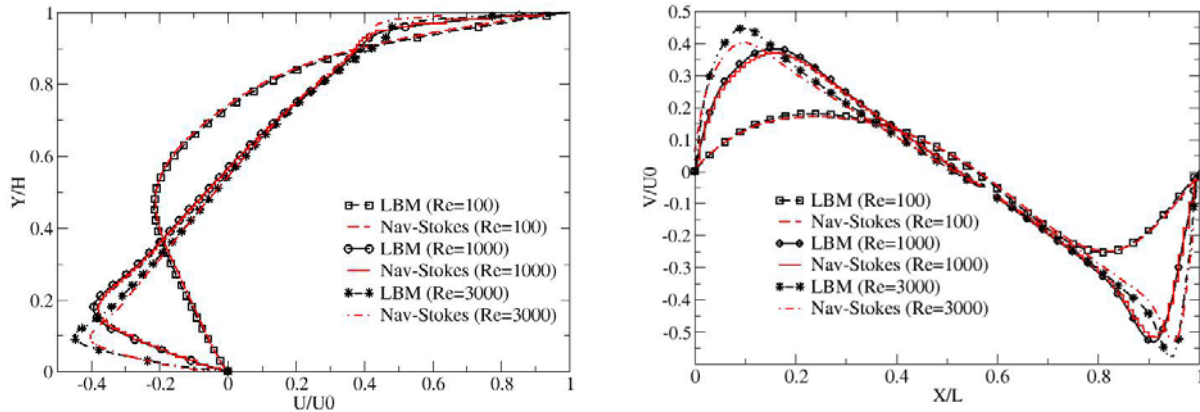 1
0.8
0.6
0.4
0.2
0
Y/H
-0.4
-0.2
0
0.2
0.4
0.6
0.8
1
U/U0
LBM (Re=100)
Nav-Stokes (Re=100)
LBM (Re=1000)
Nav-Stokes (Re=1000)
LBM (Re=3000)
Nav-Stokes (Re=3000)
0.5
0.4
0.3
0.2
0.1
0
-0.1
-0.2
-0.3
-0.4
-0.5
V/U0
0
0.2
0.4
0.6
0.8
1
X/L
LBM (Re=100)
Nav-Stokes (Re=100)
LBM (Re=1000)
Nav-Stokes (Re=1000)
LBM (Re=3000)
Nav-Stokes (Re=3000)